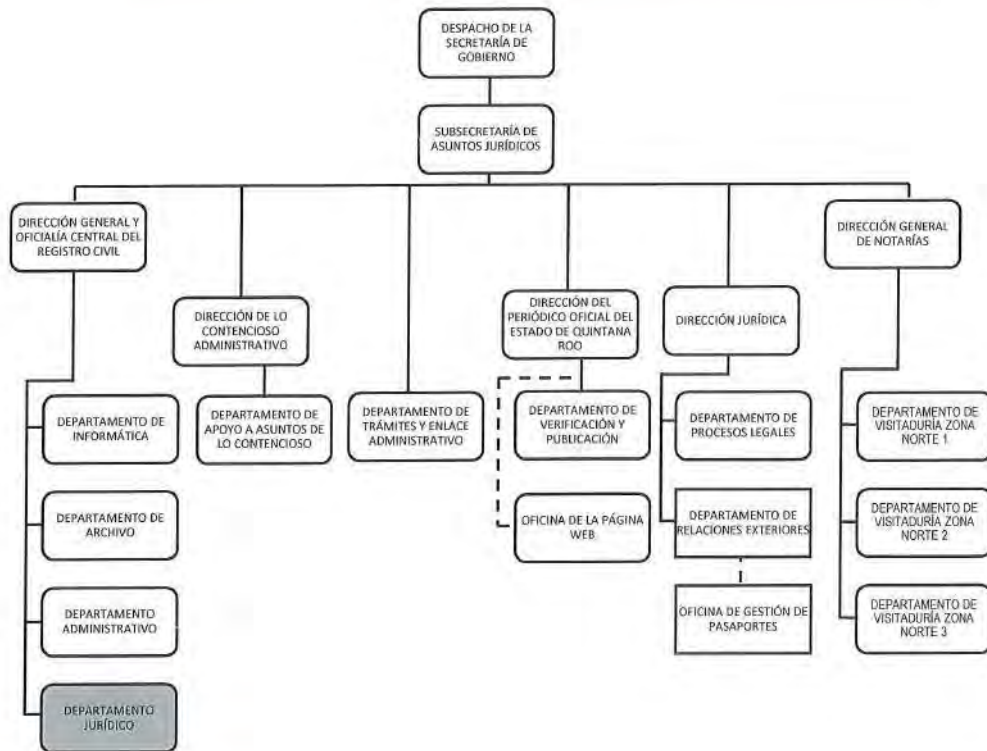 DESPACHO DE LA
SECRETARÍA DE
GOBIERNO
SUBSECRETARÍA DE
ASUNTOS JURÍDICOS
DIRECCIÓN GENERAL Y
OFICIALÍA CENTRAL DEL
REGISTRO CIVIL
DIRECCIÓN GENERAL
DE NOTARÍAS
DIRECCIÓN DE LO
CONTENCIOSO
ADMINISTRATIVO
DIRECCIÓN DEL
PERIÓDICO OFICIAL DEL
ESTADO DE QUINTANA
ROO
DIRECCIÓN JURÍDICA
DEPARTAMENTO DE
INFORMÁTICA
DEPARTAMENTO DE
APOYO A ASUNTOS DE
LO CONTENCIOSO
DEPARTAMENTO DE
TRÁMITES Y ENLACE
ADMINISTRATIVO
DEPARTAMENTO DE
VERIFICACIÓN Y
PUBLICACIÓN
DEPARTAMENTO DE
PROCESOS LEGALES
DEPARTAMENTO DE
VISITADURÍA ZONA
NORTE 1
DEPARTAMENTO DE
ARCHIVO
OFICINA DE LA PÁGINA
WEB
DEPARTAMENTO DE
RELACIONES EXTERIORES
DEPARTAMENTO DE
VISITADURÍA ZONA
NORTE 2
DEPARTAMENTO
ADMINISTRATIVO
OFICINA DE GESTIÓN DE
PASAPORTES
DEPARTAMENTO DE
VISITADURÍA ZONA
NORTE 3
DEPARTAMENTO
JURÍDICO